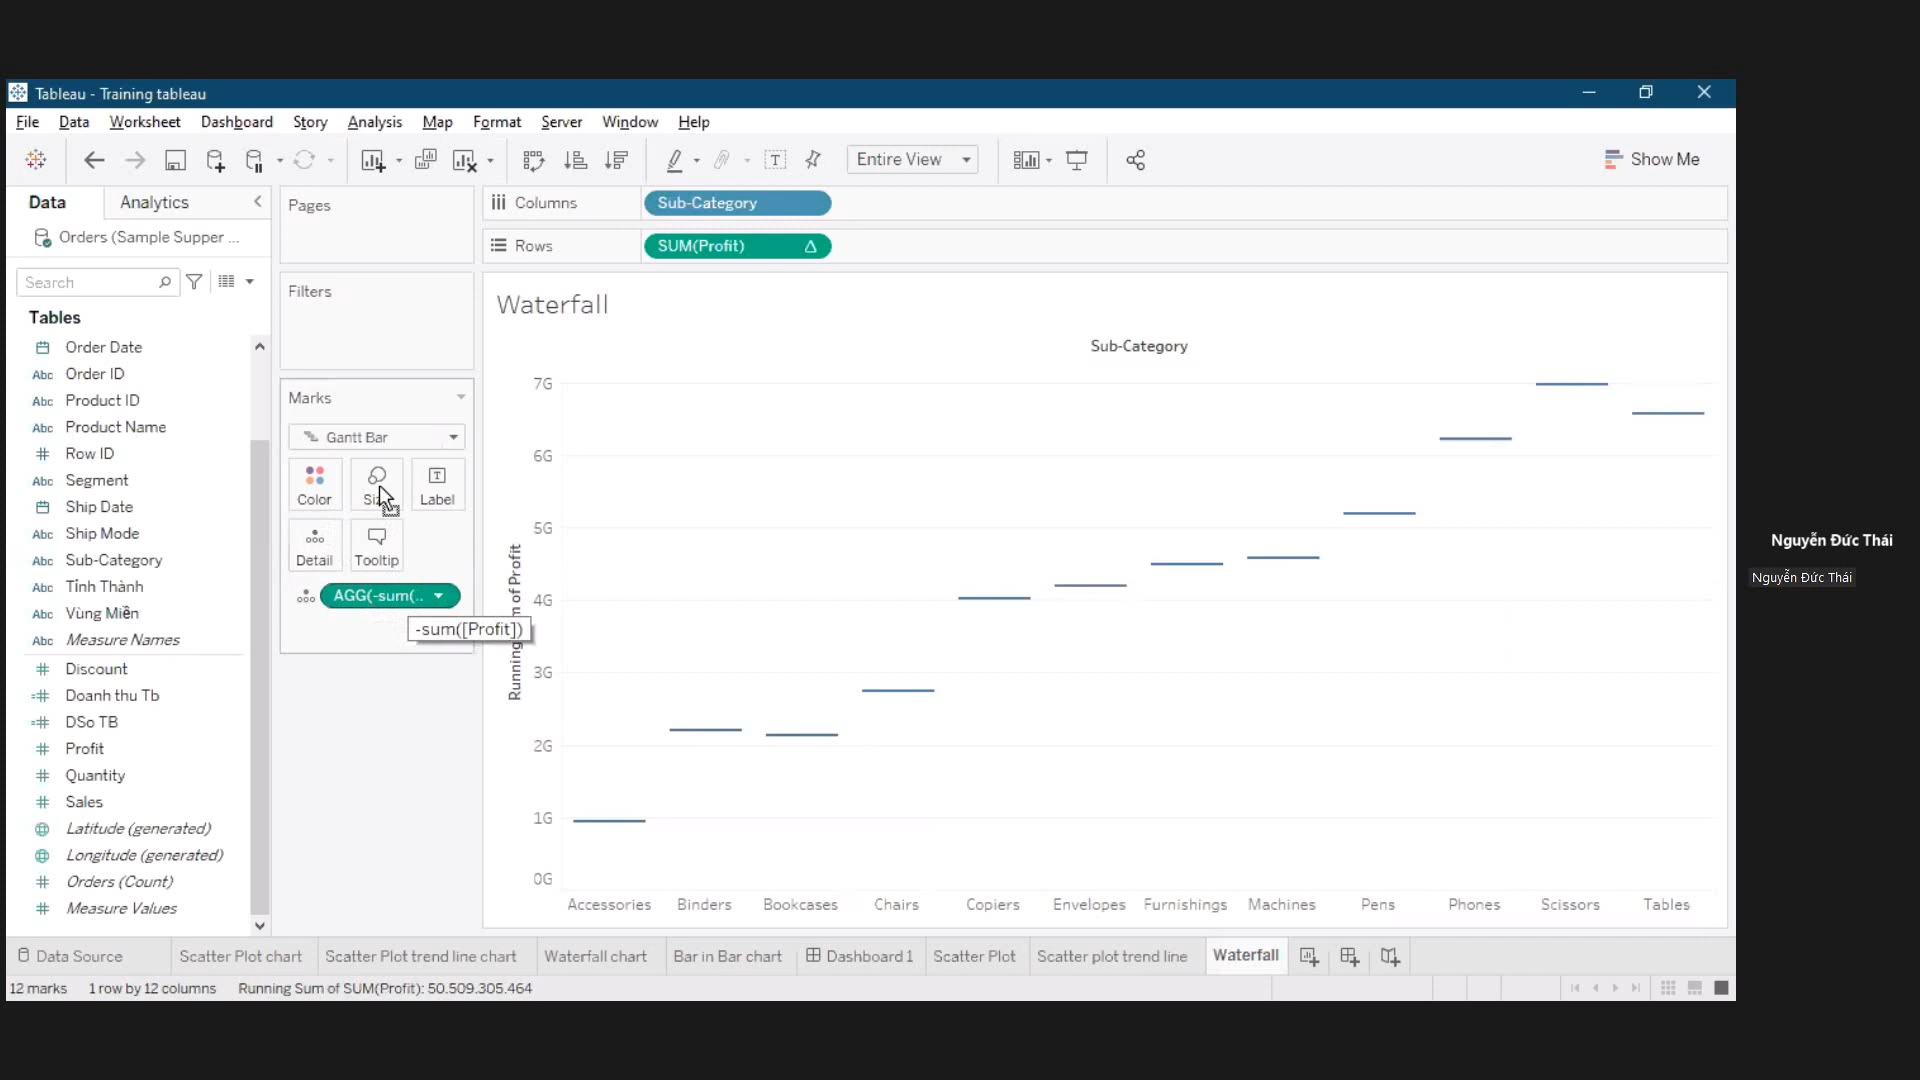 Tableau - Training tableau
File Data Worksheet Dashboard Story Analysis Map Format Server Window Help
Entire View
Show Me
Data Analytics
Orders (Sample Supper ...
Search
Tables
Order Date
Order ID
Product ID
Product Name
Row ID
Segment
Ship Date
Ship Mode
Sub-Category
Tỉnh Thành
Vùng Miền
Measure Names
Discount
Doanh thu Tb
DSo TB
Profit
Quantity
Sales
Latitude (generated)
Longitude (generated)
Orders (Count)
Measure Values
Pages
Filters
Marks
Gantt Bar
Color
Label
Detail
Tooltip
AGG(-sum(..
-sum([Profit])
Columns
Sub-Category
Rows
SUM(Profit)
Waterfall
Sub-Category
7G
6G
5G
4G
3G
2G
1G
0G
Accessories Binders Bookcases Chairs Copiers Envelopes Furnishings Machines Pens Phones Scissors Tables
Data Source Scatter Plot chart Scatter Plot trend line chart Waterfall chart Bar in Bar chart Dashboard 1 Scatter Plot Scatter plot trend line Waterfall
12 marks 1 row by 12 columns Running Sum of SUM(Profit): 50.509.305.464
Nguyễn Đức Thái
Nguyễn Đức Thái